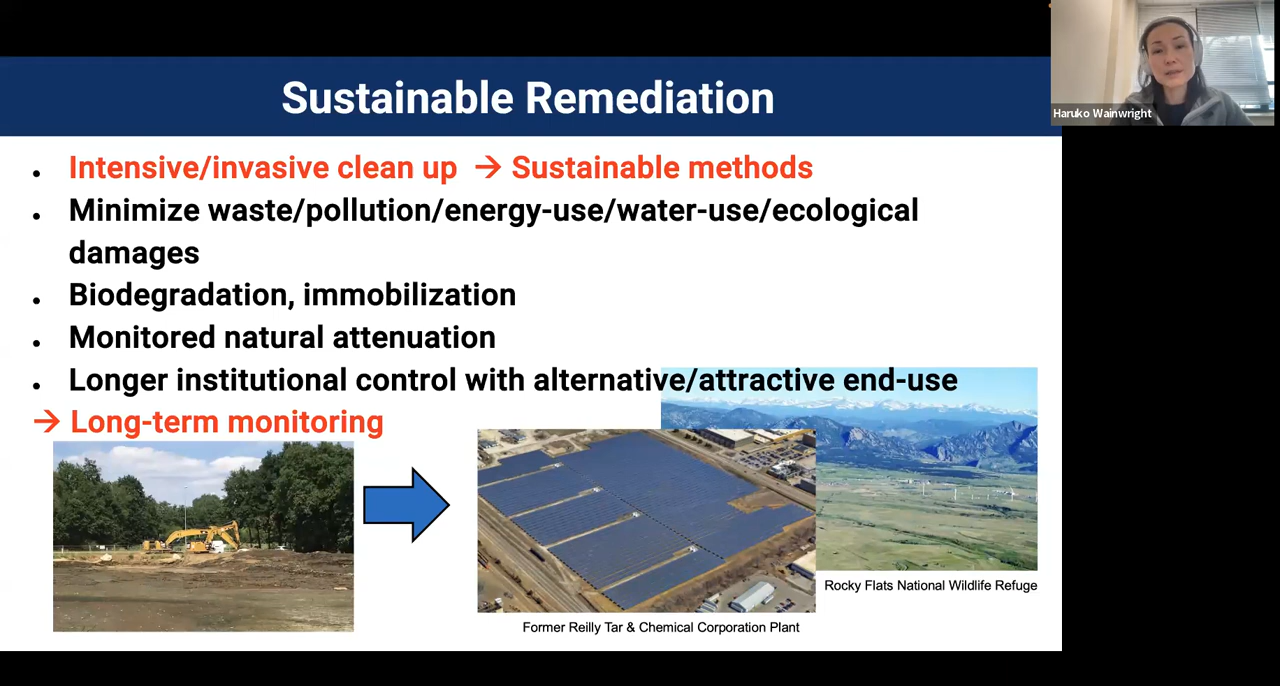 Sustainable Remediation
Haruko Wainwright
• Intensive/invasive clean up → Sustainable methods
• Minimize waste/pollution/energy-use/water-use/ecological
damages
• Biodegradation, immobilization
• Monitored natural attenuation
• Longer institutional control with alternative/attractive end-use
→ Long-term monitoring
Rocky Flats National Wildlife Refuge
Former Reilly Tar & Chemical Corporation Plant